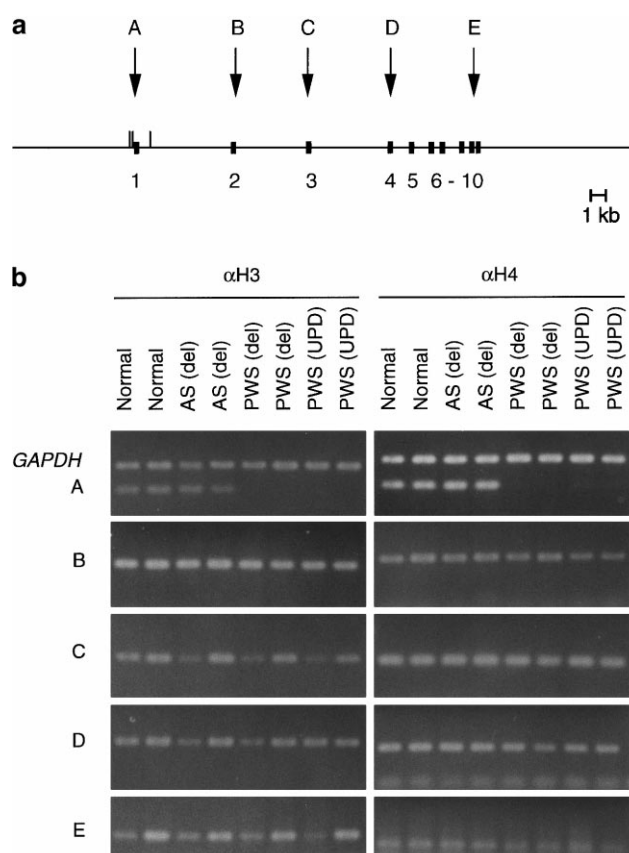 a
A B C D E
1 2 3 4 5 6 - 10
1 kb
b
αH3 αH4
Normal Normal AS (del) AS (del) PWS (del) PWS (del) PWS (UPD) PWS (UPD) Normal Normal AS (del) AS (del) PWS (del) PWS (del) PWS (UPD) PWS (UPD)
GAPDH
A
B
C
D
E